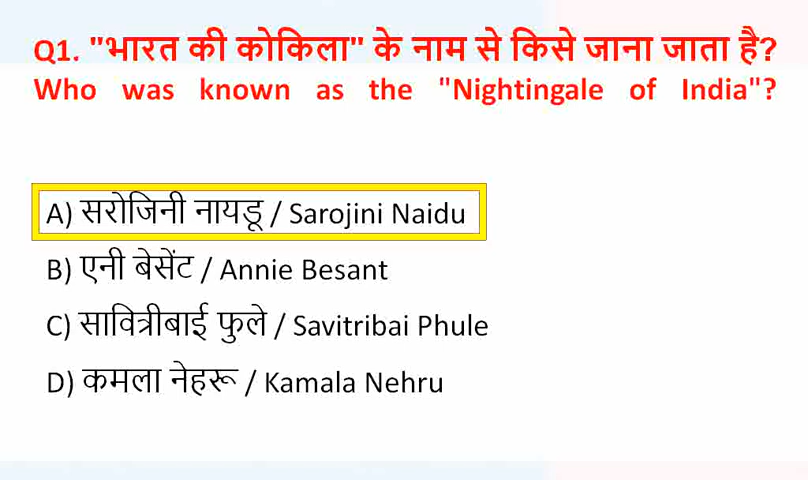 Q1. "भारत की कोकिला" के नाम से किसे जाना जाता है?
Who was known as the "Nightingale of India"?
A) सरोजिनी नायडू / Sarojini Naidu
B) एनी बेसेंट / Annie Besant
C) सावित्रीबाई फुले / Savitribai Phule
D) कमला नेहरू / Kamala Nehru